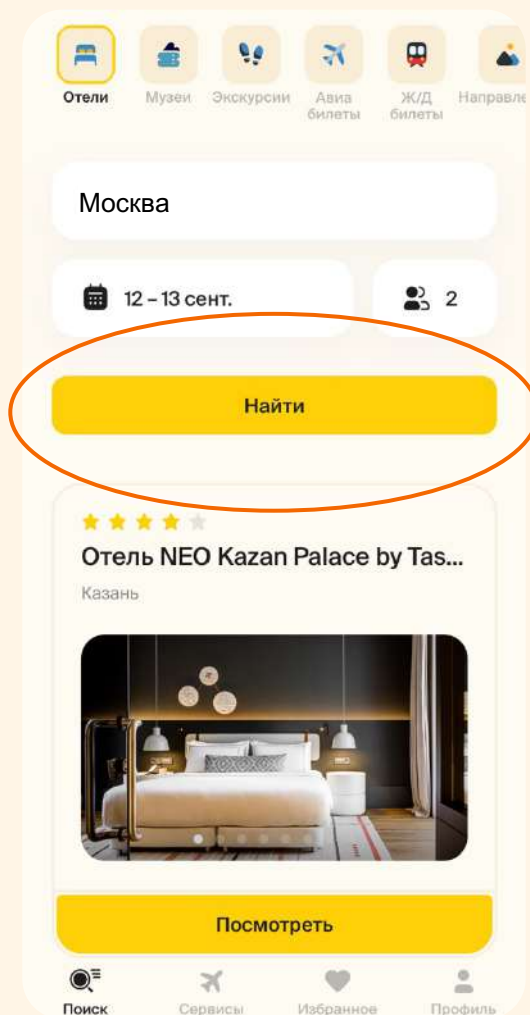 Отели Музеи Экскурсии Авиа билеты Ж/Д билеты Направле
Москва
12 – 13 сент. 2
Найти
Отель NEO Kazan Palace by Tas...
Казань
Посмотреть
Поиск Сервисы Избранное Профиль